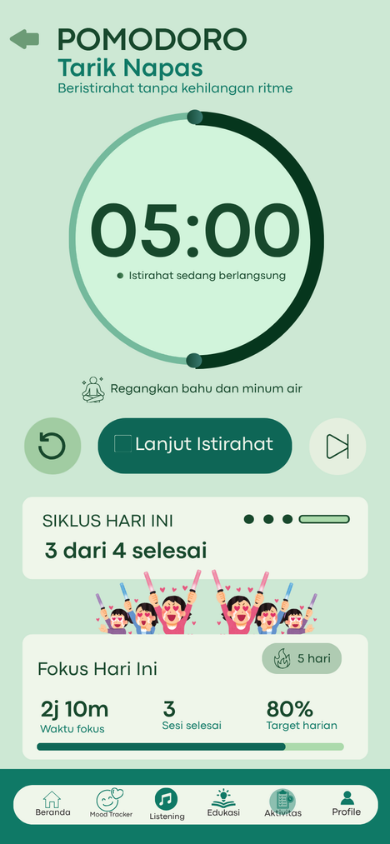 POMODORO
Tarik Napas
Beristirahat tanpa kehilangan ritme
05:00
Istirahat sedang berlangsung
Regangkan bahu dan minum air
Lanjut Istirahat
SIKLUS HARI INI
3 dari 4 selesai
Fokus Hari Ini
5 hari
2j 10m
Waktu fokus
3
Sesi selesai
80%
Target harian
Beranda
Mood Tracker
Listening
Edukasi
Aktivitas
Profile